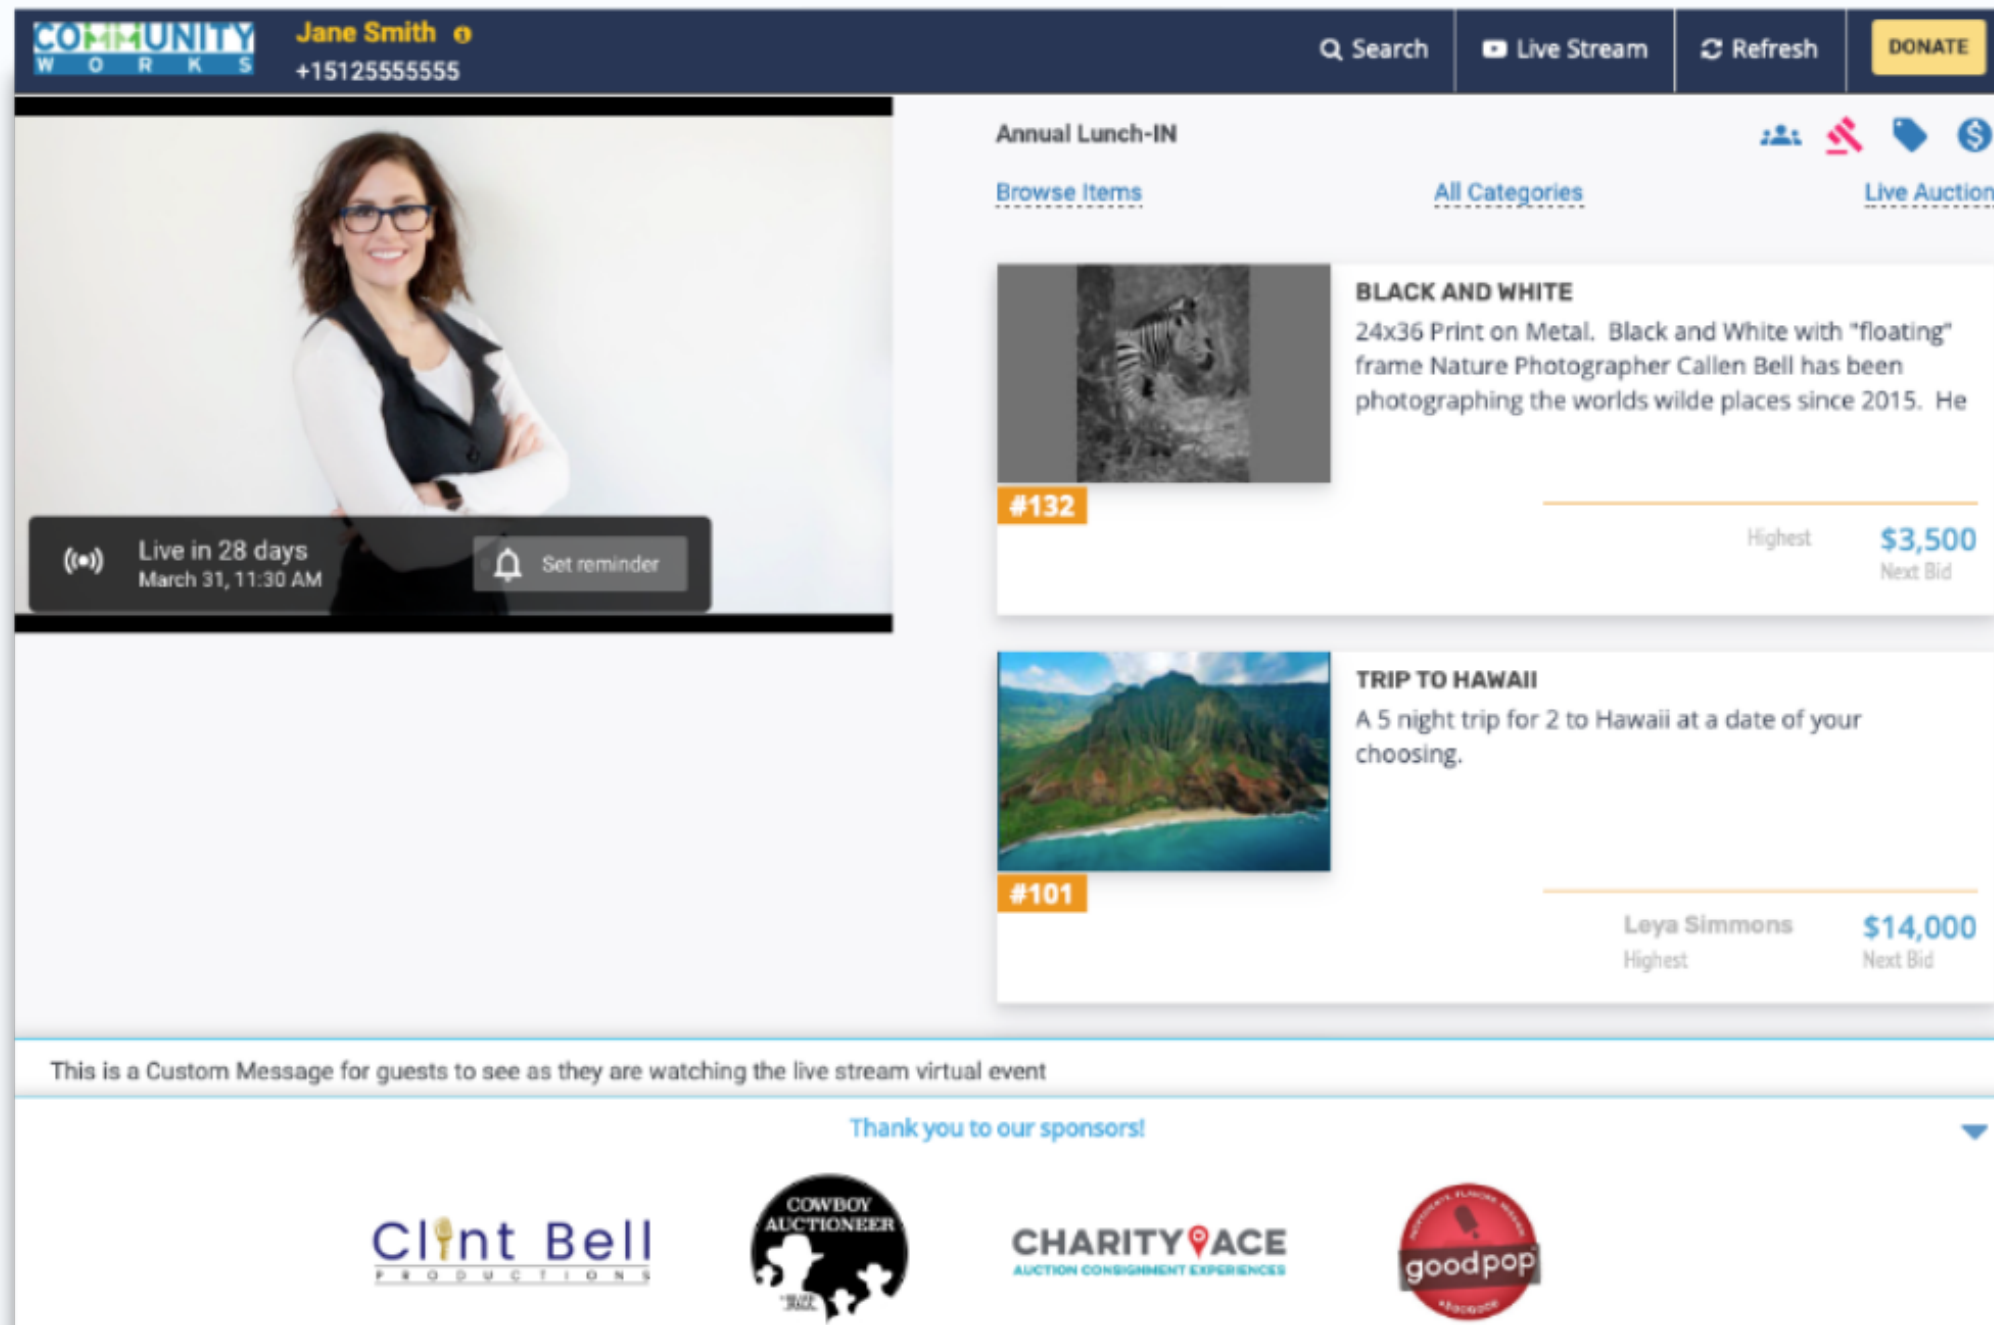 COMMUNITY
WORKS
Jane Smith
+15125555555
Search
Live Stream
Refresh
DONATE
Live in 28 days
March 31, 11:30 AM
Set reminder
Annual Lunch-IN
Browse Items
All Categories
Live Auction
BLACK AND WHITE
24x36 Print on Metal.  Black and White with "floating"
frame Nature Photographer Callen Bell has been
photographing the worlds wilde places since 2015.  He
#132
Highest
$3,500
Next Bid
TRIP TO HAWAII
A 5 night trip for 2 to Hawaii at a date of your
choosing.
#101
Leya Simmons
Highest
$14,000
Next Bid
This is a Custom Message for guests to see as they are watching the live stream virtual event
Thank you to our sponsors!
Clint Bell
PRODUCTIONS
COWBOY
AUCTIONEER
CHARITY ACE
AUCTION CONSIGNMENT EXPERIENCES
goodpop